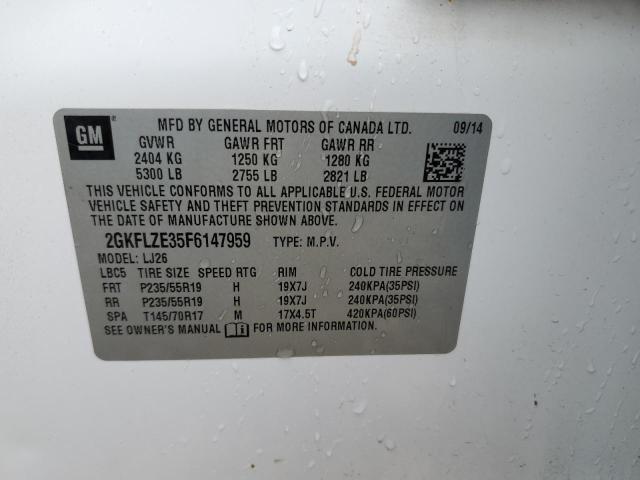 GM MFD BY GENERAL MOTORS OF CANADA LTD. 09/14
GVWR GAWR FRT GAWR RR
2404 KG 1250 KG 1280 KG
5300 LB 2755 LB 2821 LB
THIS VEHICLE CONFORMS TO ALL APPLICABLE U.S. FEDERAL MOTOR
VEHICLE SAFETY AND THEFT PREVENTION STANDARDS IN EFFECT ON
THE DATE OF MANUFACTURE SHOWN ABOVE.
2GKFLZE35F6147959 TYPE: M.P.V.
MODEL: LJ26
LBC5 TIRE SIZE SPEED RTG RIM COLD TIRE PRESSURE
FRT P235/55R19 H 19X7J 240KPA(35PSI)
RR P235/55R19 H 19X7J 240KPA(35PSI)
SPA T145/70R17 M 17X4.5T 420KPA(60PSI)
SEE OWNER'S MANUAL FOR MORE INFORMATION.